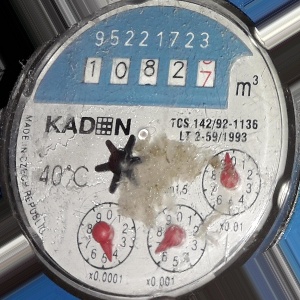 95221723
10827
m³
KADEN
TCS 142/92-1136
LT 2-59/1993
MADE IN CZECH REPUBLIC
40°C
x0.01
x0.001
x0.0001